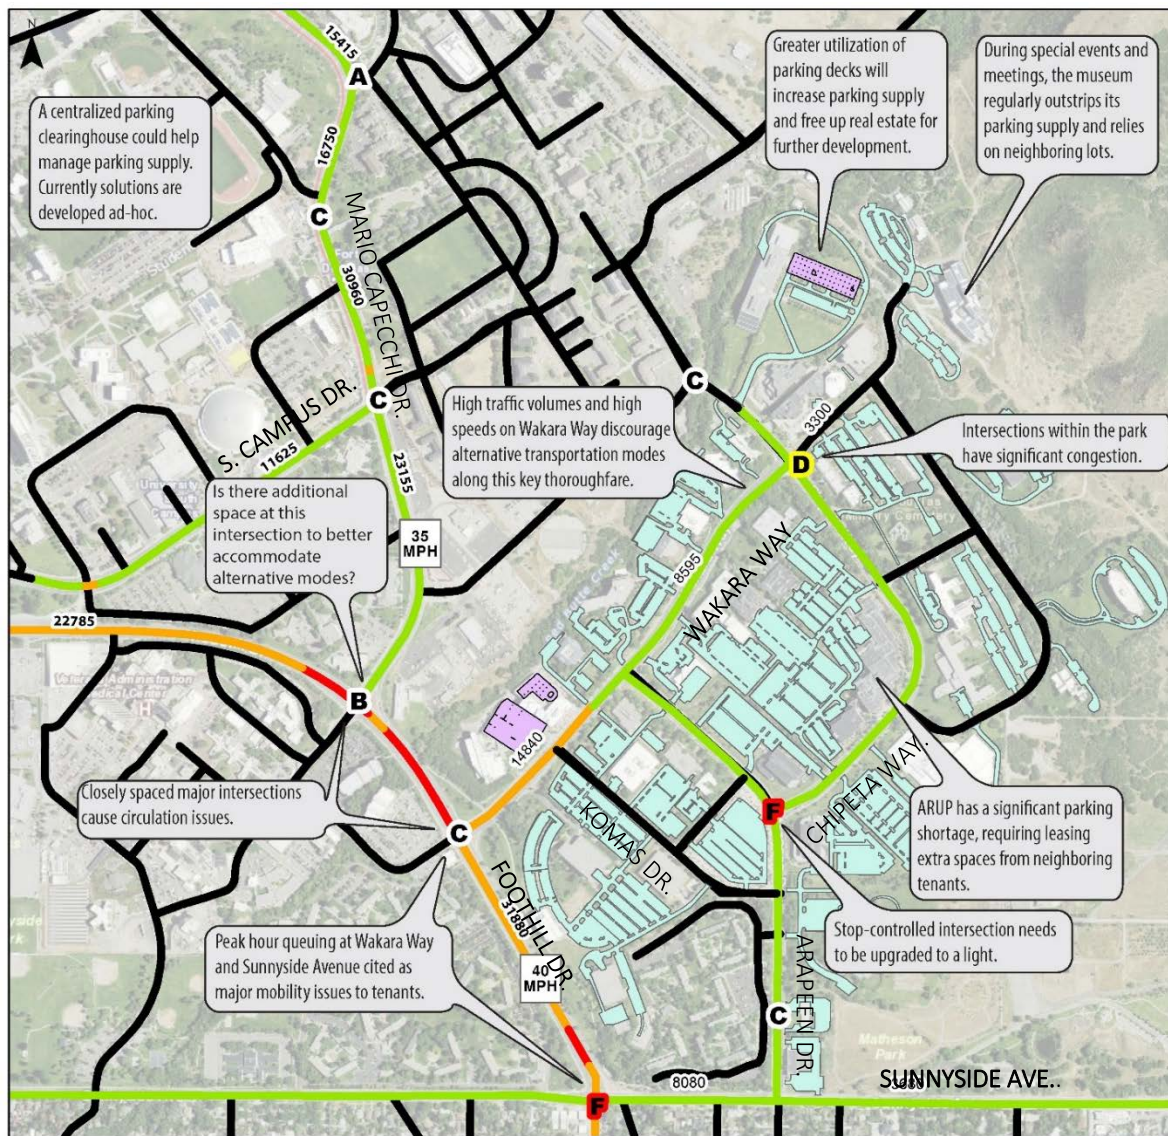 N
15415
A
A centralized parking
clearinghouse could help
manage parking supply.
Currently solutions are
developed ad-hoc.
Greater utilization of
parking decks will
increase parking supply
and free up real estate for
further development.
During special events and
meetings, the museum
regularly outstrips its
parking supply and relies
on neighboring lots.
16750
C
MARIO CAPECCHI DR.
30960
C
S. CAMPUS DR.
11625
23155
35
MPH
High traffic volumes and high
speeds on Wakara Way discourage
alternative transportation modes
along this key thoroughfare.
C
3300
D
Intersections within the park
have significant congestion.
Is there additional
space at this
intersection to better
accommodate
alternative modes?
8595
WAKARA WAY
22785
Veterans Administration
Medical Center
H
B
14840
Closely spaced major intersections
cause circulation issues.
C
KOMAS DR.
F
CHIPETA WAY.
ARUP has a significant parking
shortage, requiring leasing
extra spaces from neighboring
tenants.
FOOTHILL DR.
31880
40
MPH
Peak hour queuing at Wakara Way
and Sunnyside Avenue cited as
major mobility issues to tenants.
Stop-controlled intersection needs
to be upgraded to a light.
ARAPEEN DR
C
Matheson
Park
8080
SUNNYSIDE AVE..
F